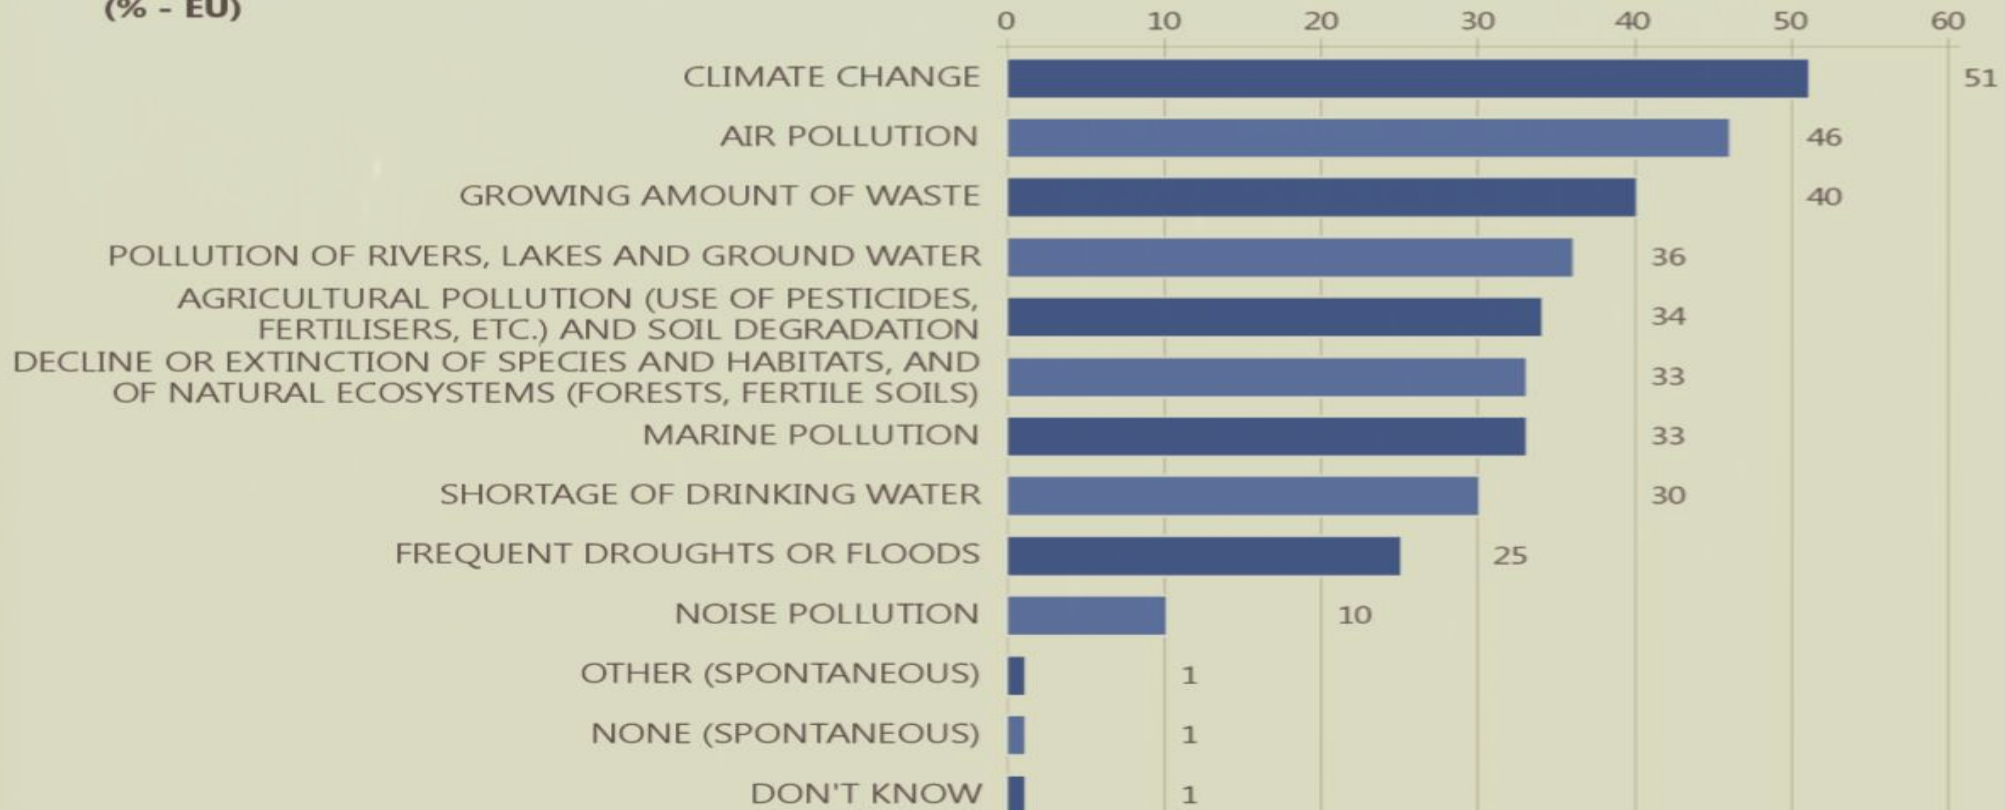 (% - EU)
0 10 20 30 40 50 60
CLIMATE CHANGE 51
AIR POLLUTION 46
GROWING AMOUNT OF WASTE 40
POLLUTION OF RIVERS, LAKES AND GROUND WATER 36
AGRICULTURAL POLLUTION (USE OF PESTICIDES,
FERTILISERS, ETC.) AND SOIL DEGRADATION 34
DECLINE OR EXTINCTION OF SPECIES AND HABITATS, AND
OF NATURAL ECOSYSTEMS (FORESTS, FERTILE SOILS) 33
MARINE POLLUTION 33
SHORTAGE OF DRINKING WATER 30
FREQUENT DROUGHTS OR FLOODS 25
NOISE POLLUTION 10
OTHER (SPONTANEOUS) 1
NONE (SPONTANEOUS) 1
DON'T KNOW 1